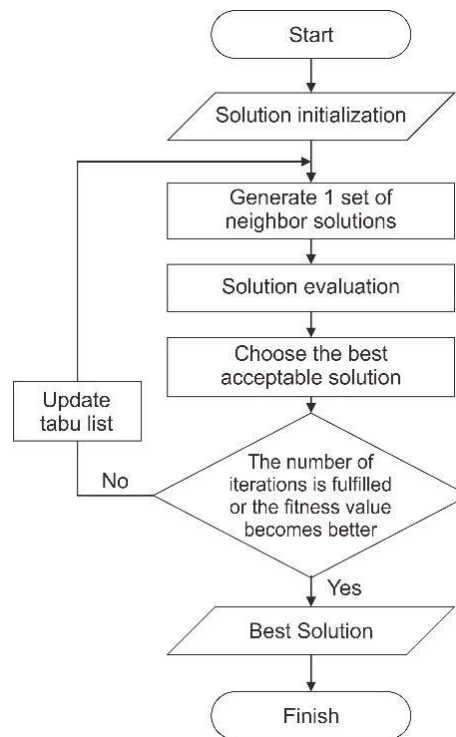 Start
Solution initialization
Generate 1 set of
neighbor solutions
Solution evaluation
Choose the best
acceptable solution
Update
tabu list
No
The number of
iterations is fulfilled
or the fitness value
becomes better
Yes
Best Solution
Finish